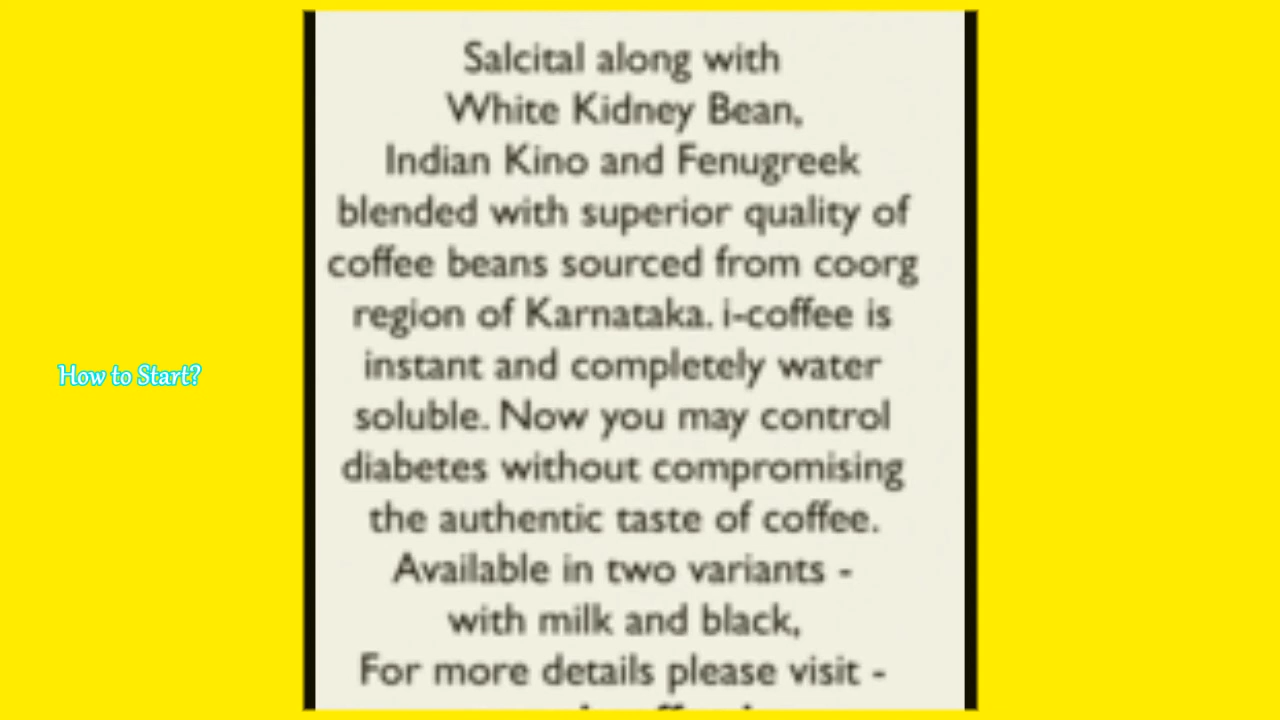 Salcital along with
White Kidney Bean,
Indian Kino and Fenugreek
blended with superior quality of
coffee beans sourced from coorg
region of Karnataka. i-coffee is
instant and completely water
soluble. Now you may control
diabetes without compromising
the authentic taste of coffee.
Available in two variants -
with milk and black,
For more details please visit -
How to Start?